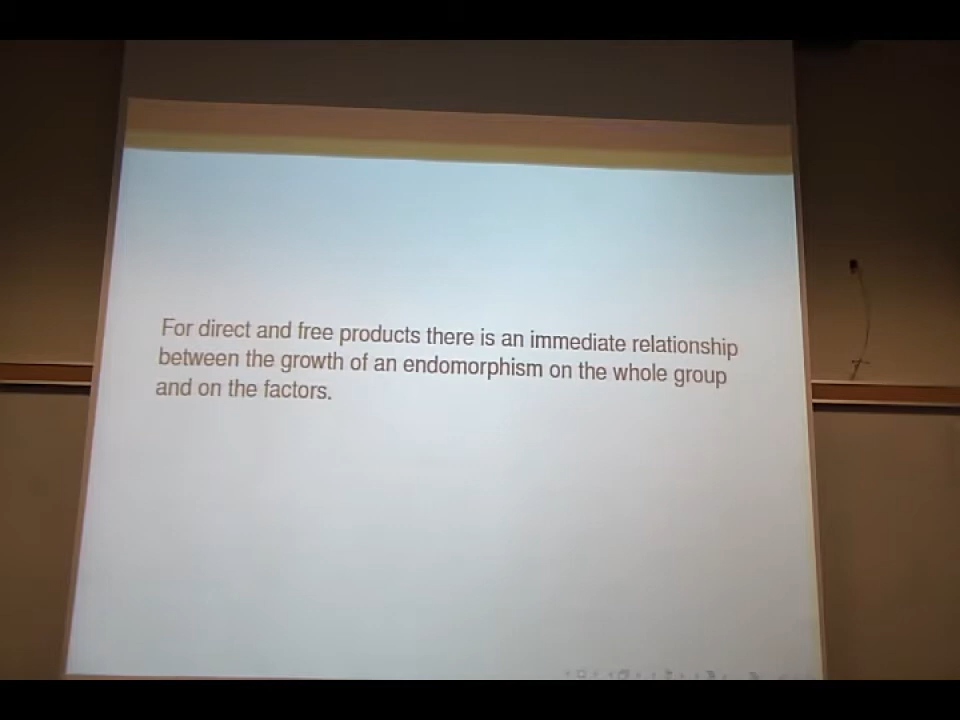 For direct and free products there is an immediate relationship
between the growth of an endomorphism on the whole group
and on the factors.